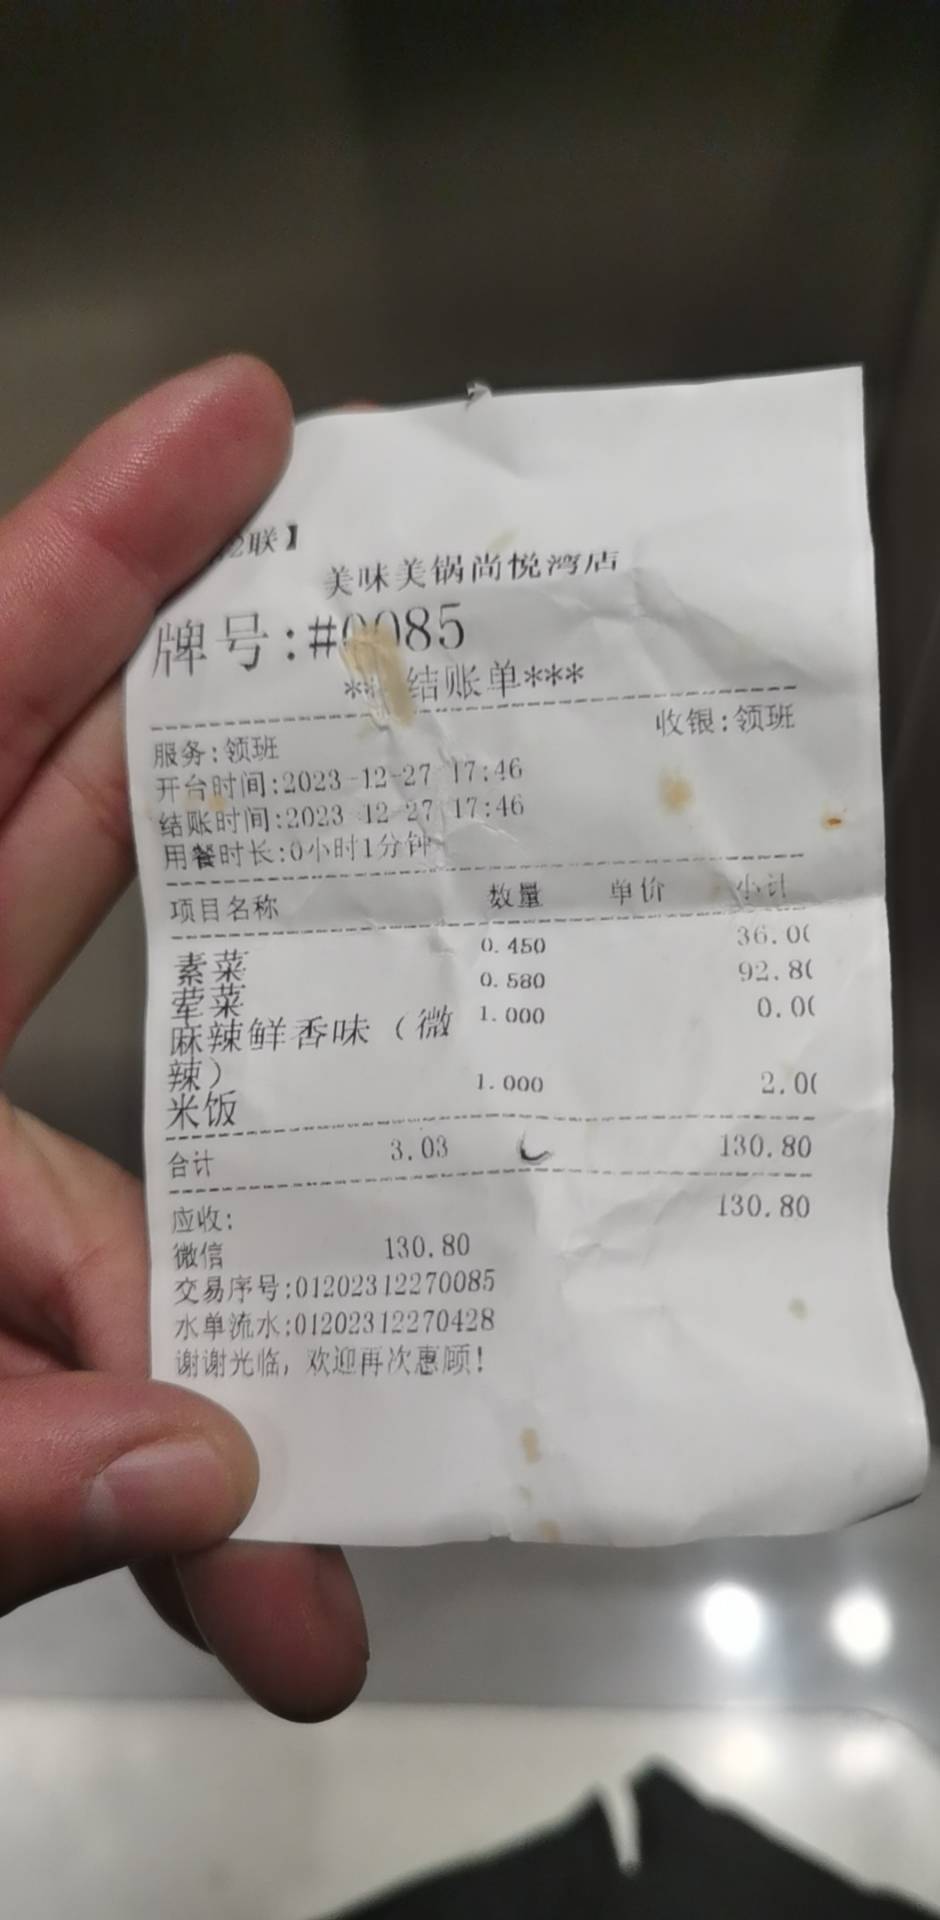 2联】
美味美锅尚悦湾店
牌号:#0085
结账单***
收银:领班
服务:领班
开台时间:2023-12-27 17:46
结账时间:2023-12-27 17:46
用餐时长:0小时1分钟
项目名称 数量 单价 小计
素菜 0.450 36.00
荤菜 0.580 92.80
麻辣鲜香味（微 1.000 0.00
辣）
米饭 1.000 2.00
合计 3.03 130.80
应收: 130.80
微信 130.80
交易序号:01202312270085
水单流水:01202312270428
谢谢光临, 欢迎再次惠顾!